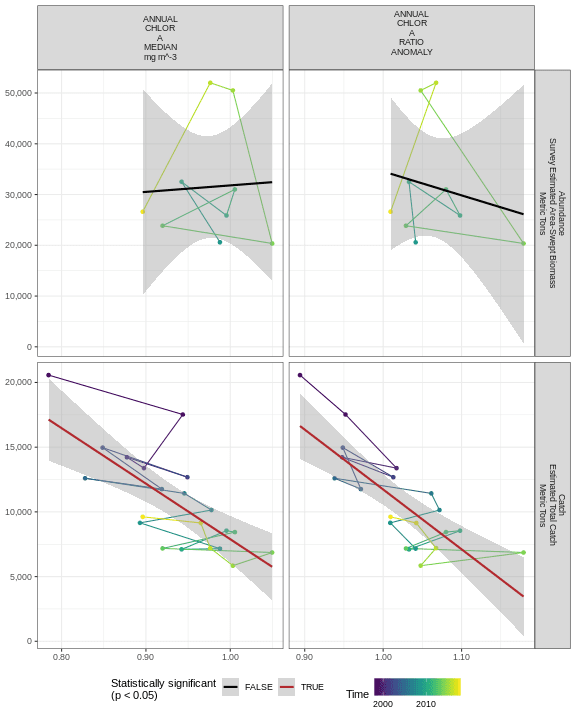 ANNUAL
CHLOR
A
MEDIAN
mg m^-3
ANNUAL
CHLOR
A
RATIO
ANOMALY
50,000
40,000
30,000
20,000
10,000
0
Abundance
Survey Estimated Area-Swept Biomass
Metric Tons
20,000
15,000
10,000
5,000
0
Catch
Estimated Total Catch
Metric Tons
0.80 0.90 1.00
0.90 1.00 1.10
Statistically significant
(p < 0.05)
FALSE TRUE
Time
2000 2010